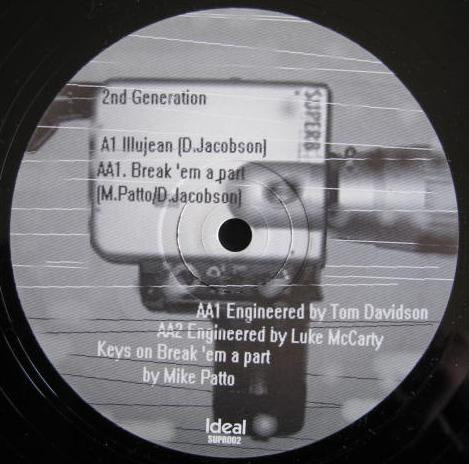 2nd Generation
SUPER8
A1 Illujean (D.Jacobson)
AA1. Break 'em a part
(M.Patto/D.Jacobson)
AA1 Engineered by Tom Davidson
AA2 Engineered by Luke McCarty
Keys on Break 'em a part
by Mike Patto
Ideal
SUPR002